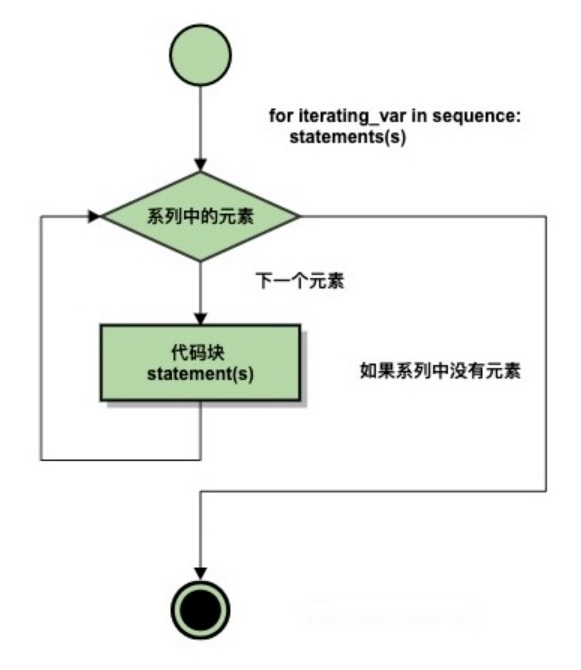 for iterating_var in sequence:
statements(s)
系列中的元素
下一个元素
代码块
statement(s)
如果系列中没有元素